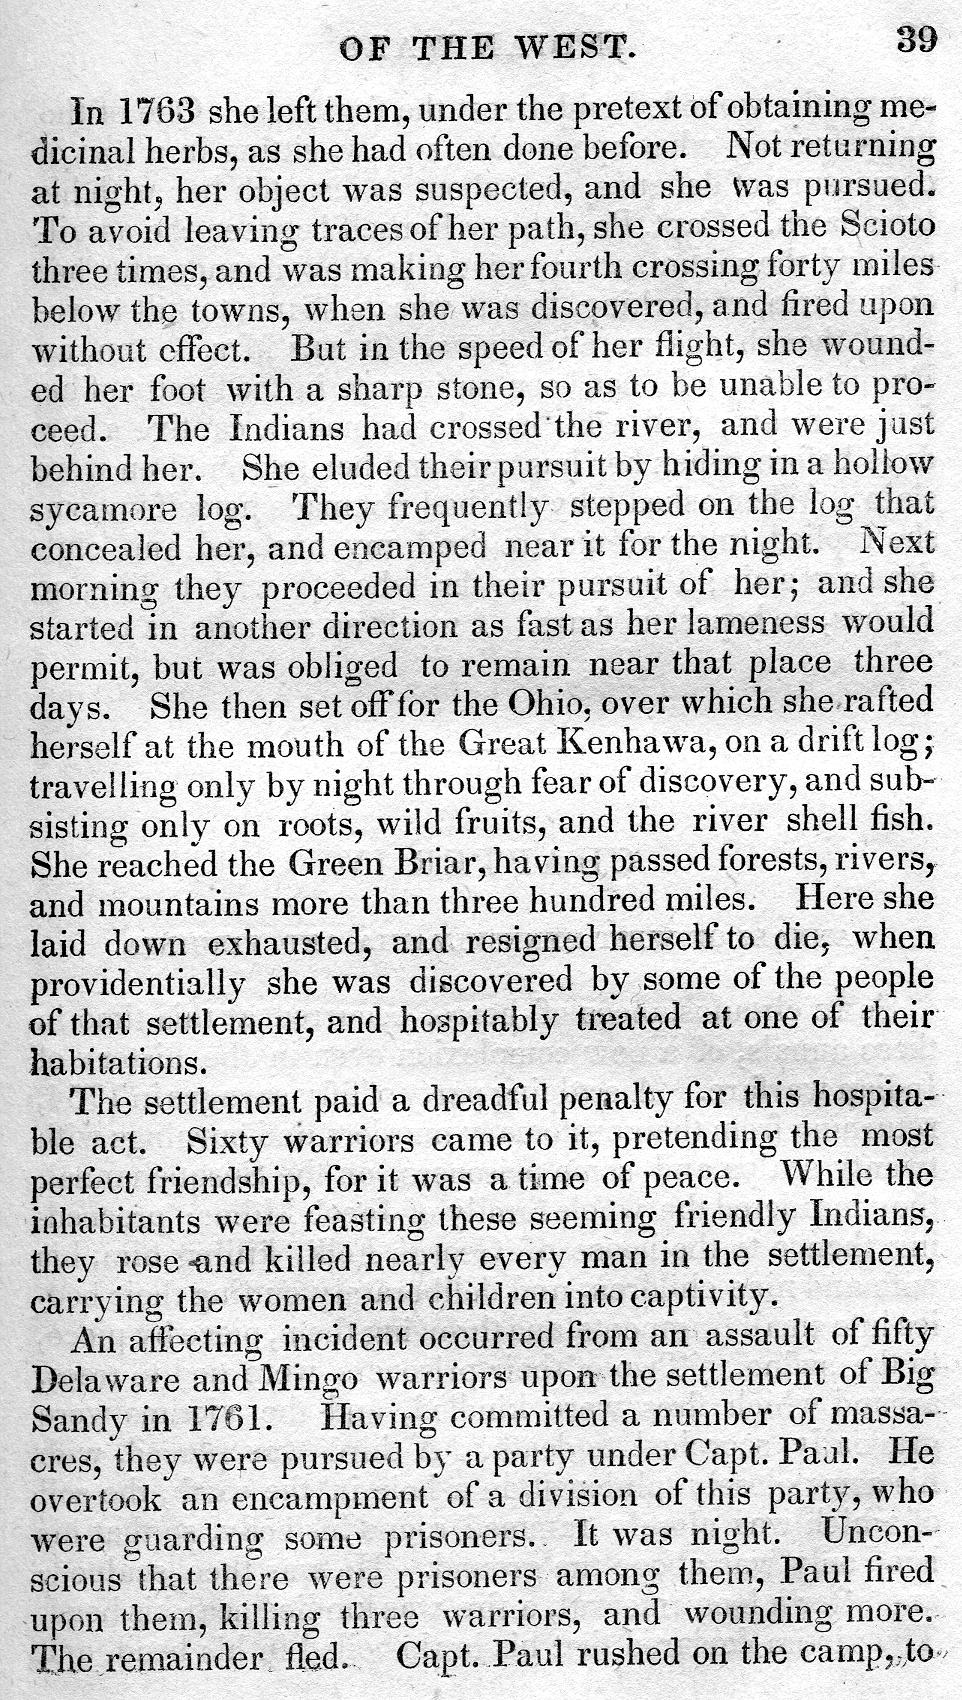 OF THE WEST. 39
In 1763 she left them, under the pretext of obtaining me-
dicinal herbs, as she had often done before. Not returning
at night, her object was suspected, and she was pursued.
To avoid leaving traces of her path, she crossed the Scioto
three times, and was making her fourth crossing forty miles
below the towns, when she was discovered, and fired upon
without effect. But in the speed of her flight, she wound-
ed her foot with a sharp stone, so as to be unable to pro-
ceed. The Indians had crossed the river, and were just
behind her. She eluded their pursuit by hiding in a hollow
sycamore log. They frequently stepped on the log that
concealed her, and encamped near it for the night. Next
morning they proceeded in their pursuit of her; and she
started in another direction as fast as her lameness would
permit, but was obliged to remain near that place three
days. She then set off for the Ohio, over which she rafted
herself at the mouth of the Great Kenhawa, on a drift log;
travelling only by night through fear of discovery, and sub-
sisting only on roots, wild fruits, and the river shell fish.
She reached the Green Briar, having passed forests, rivers,
and mountains more than three hundred miles. Here she
laid down exhausted, and resigned herself to die, when
providentially she was discovered by some of the people
of that settlement, and hospitably treated at one of their
habitations.
The settlement paid a dreadful penalty for this hospita-
ble act. Sixty warriors came to it, pretending the most
perfect friendship, for it was a time of peace. While the
inhabitants were feasting these seeming friendly Indians,
they rose and killed nearly every man in the settlement,
carrying the women and children into captivity.
An affecting incident occurred from an assault of fifty
Delaware and Mingo warriors upon the settlement of Big
Sandy in 1761. Having committed a number of massa-
cres, they were pursued by a party under Capt. Paul. He
overtook an encampment of a division of this party, who
were guarding some prisoners. It was night. Uncon-
scious that there were prisoners among them, Paul fired
upon them, killing three warriors, and wounding more.
The remainder fled. Capt. Paul rushed on the camp, to